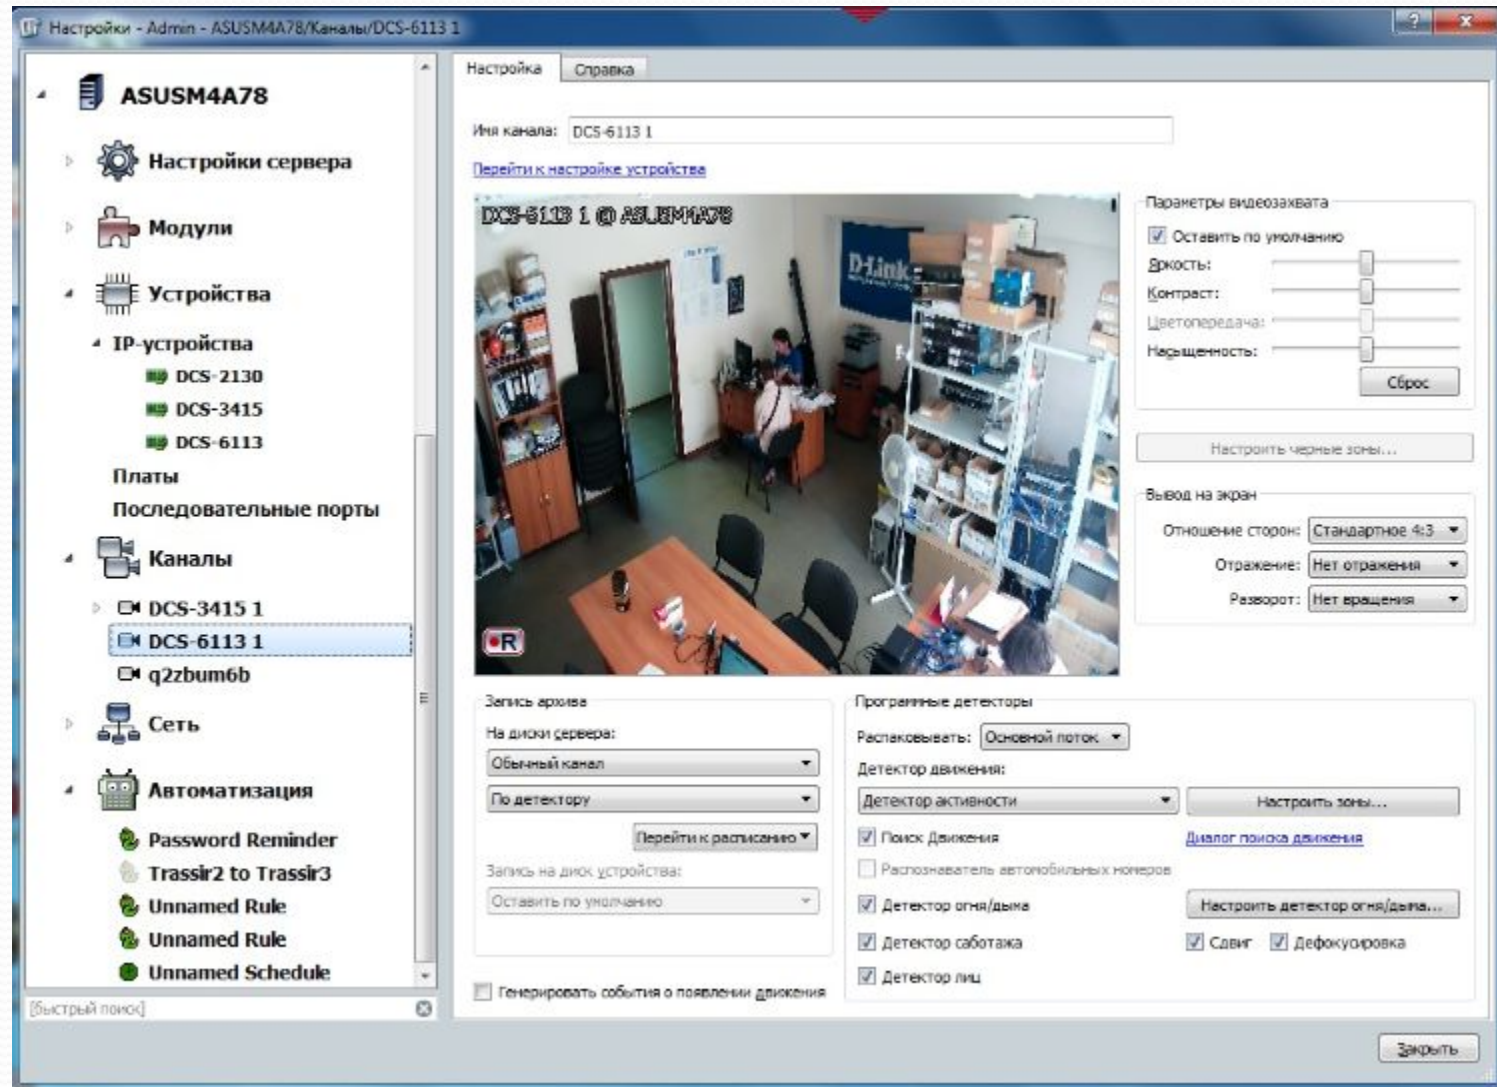 Настройки - Admin - ASUSM4A78/Каналы/DCS-6113 1
ASUSM4A78
Настройки сервера
Модули
Устройства
IP-устройства
DCS-2130
DCS-3415
DCS-6113
Платы
Последовательные порты
Каналы
DCS-3415 1
DCS-6113 1
q2zbum6b
Сеть
Автоматизация
Password Reminder
Trassir2 to Trassir3
Unnamed Rule
Unnamed Rule
Unnamed Schedule
[быстрый поиск]
Настройка
Справка
Имя канала: DCS-6113 1
Перейти к настройке устройства
DCS-6113 1 @ ASUSM4A78
D-Link
R
Параметры видеозахвата
Оставить по умолчанию
Яркость:
Контраст:
Цветопередача:
Насыщенность:
Сброс
Настроить черные зоны...
Вывод на экран
Отношение сторон: Стандартное 4:3
Отражение: Нет отражения
Разворот: Нет вращения
Запись архива
На диски сервера:
Обычный канал
По детектору
Перейти к расписанию
Запись на диск устройства:
Оставить по умолчанию
Генерировать события о появлении движения
Программные детекторы
Распаковывать: Основной поток
Детектор движения:
Детектор активности
Настроить зоны...
Поиск Движения
Диалог поиска движения
Распознаватель автомобильных номеров
Детектор огня/дыма
Настроить детектор огня/дыма...
Детектор саботажа
Сдвиг
Дефокусировка
Детектор лиц
Закрыть